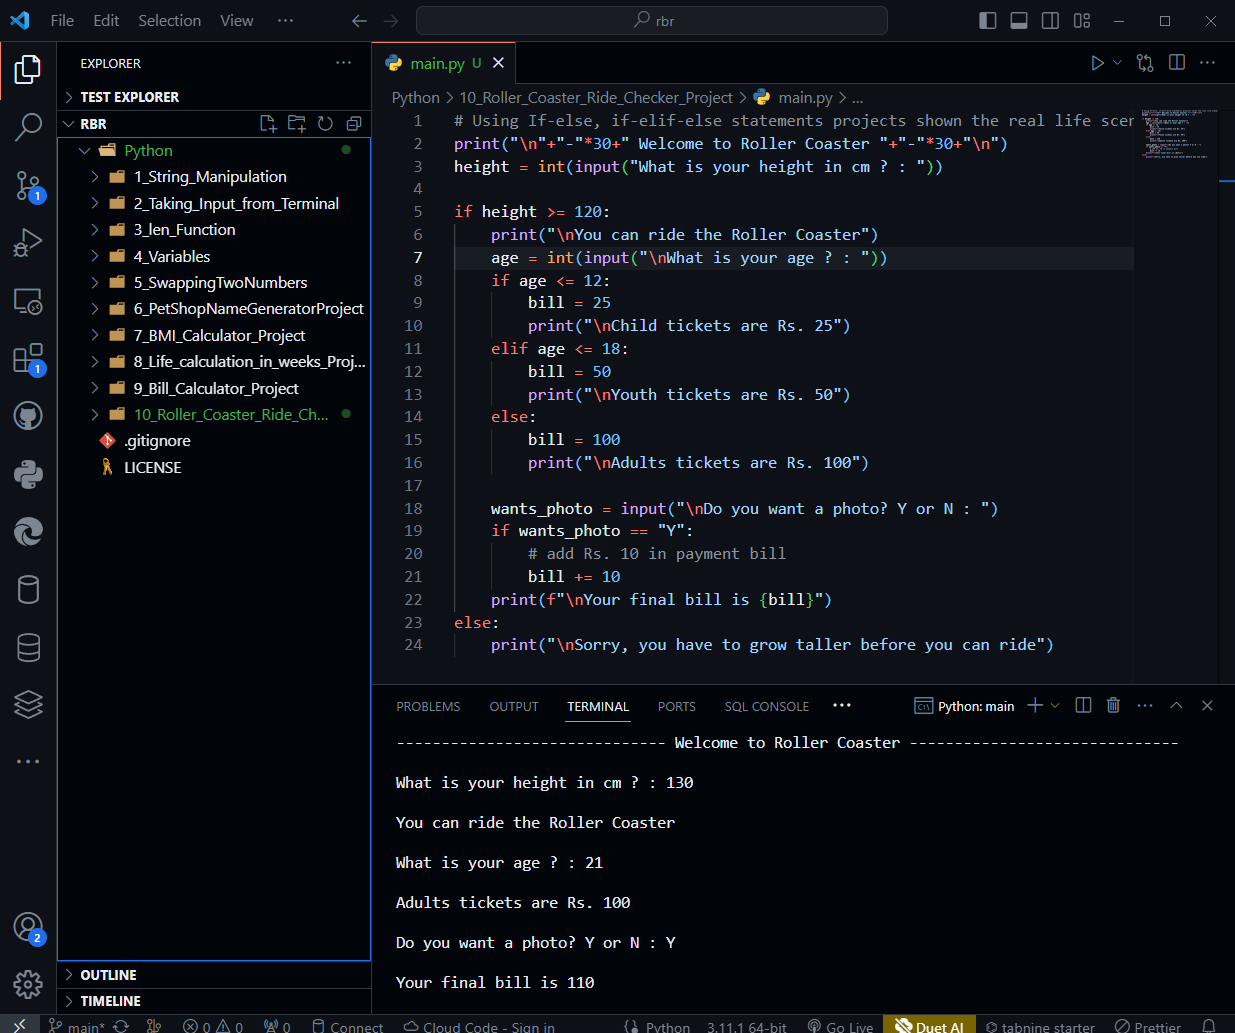 File Edit Selection View ··· rbr
EXPLORER ···
TEST EXPLORER
RBR
Python
1_String_Manipulation
2_Taking_Input_from_Terminal
3_len_Function
4_Variables
5_SwappingTwoNumbers
6_PetShopNameGeneratorProject
7_BMI_Calculator_Project
8_Life_calculation_in_weeks_Proj...
9_Bill_Calculator_Project
10_Roller_Coaster_Ride_Ch...
.gitignore
LICENSE
OUTLINE
TIMELINE
1
1
2
main.py U
Python > 10_Roller_Coaster_Ride_Checker_Project > main.py > ...
1 # Using If-else, if-elif-else statements projects shown the real life scer
2 print("\n"+"-"*30+" Welcome to Roller Coaster "+"-"*30+"\n")
3 height = int(input("What is your height in cm ? : "))
4
5 if height >= 120:
6     print("\nYou can ride the Roller Coaster")
7     age = int(input("\nWhat is your age ? : "))
8     if age <= 12:
9         bill = 25
10         print("\nChild tickets are Rs. 25")
11     elif age <= 18:
12         bill = 50
13         print("\nYouth tickets are Rs. 50")
14     else:
15         bill = 100
16         print("\nAdults tickets are Rs. 100")
17
18     wants_photo = input("\nDo you want a photo? Y or N : ")
19     if wants_photo == "Y":
20         # add Rs. 10 in payment bill
21         bill += 10
22     print(f"\nYour final bill is {bill}")
23 else:
24     print("\nSorry, you have to grow taller before you can ride")
PROBLEMS OUTPUT TERMINAL PORTS SQL CONSOLE ··· Python: main
------------------------------ Welcome to Roller Coaster ------------------------------
What is your height in cm ? : 130
You can ride the Roller Coaster
What is your age ? : 21
Adults tickets are Rs. 100
Do you want a photo? Y or N : Y
Your final bill is 110
main* 0 0 0 Connect Cloud Code - Sign in Python 3.11.1 64-bit Go Live Duet AI tabnine starter Prettier